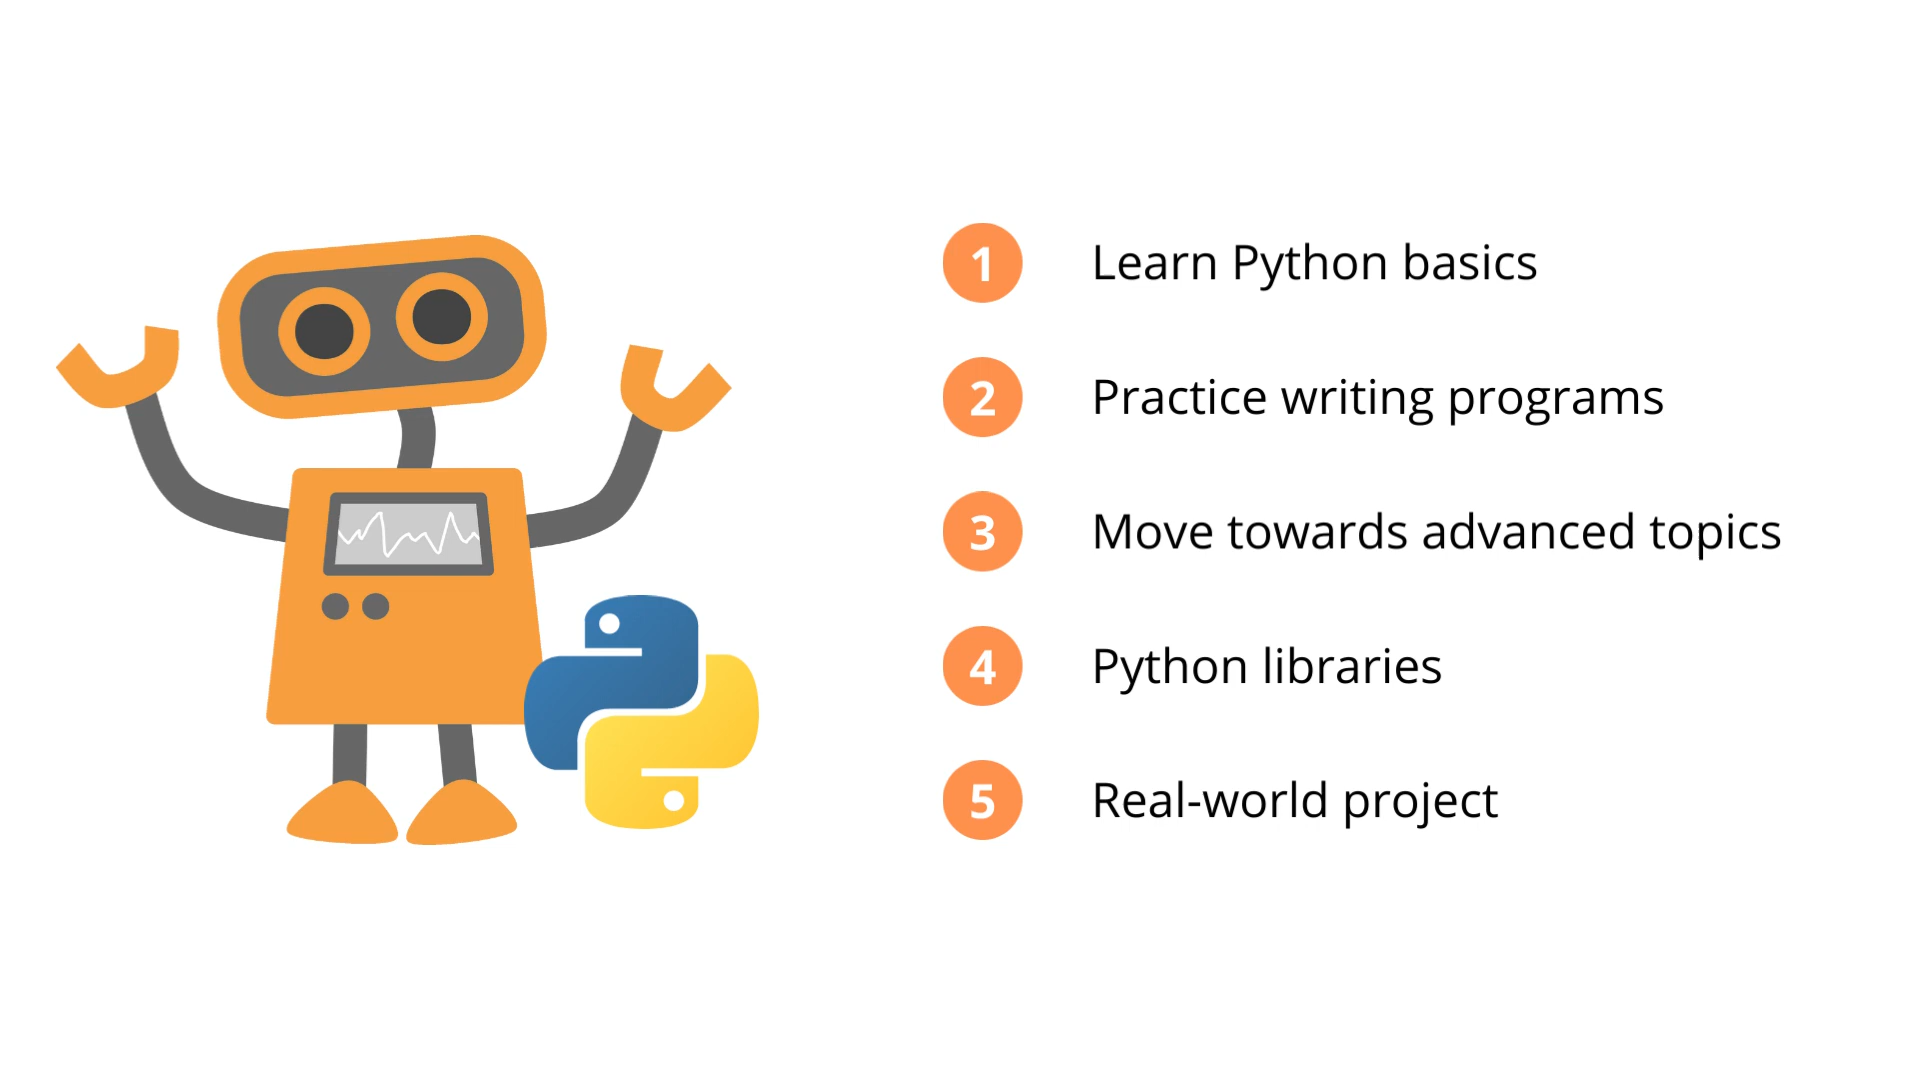 1 Learn Python basics
2 Practice writing programs
3 Move towards advanced topics
4 Python libraries
5 Real-world project